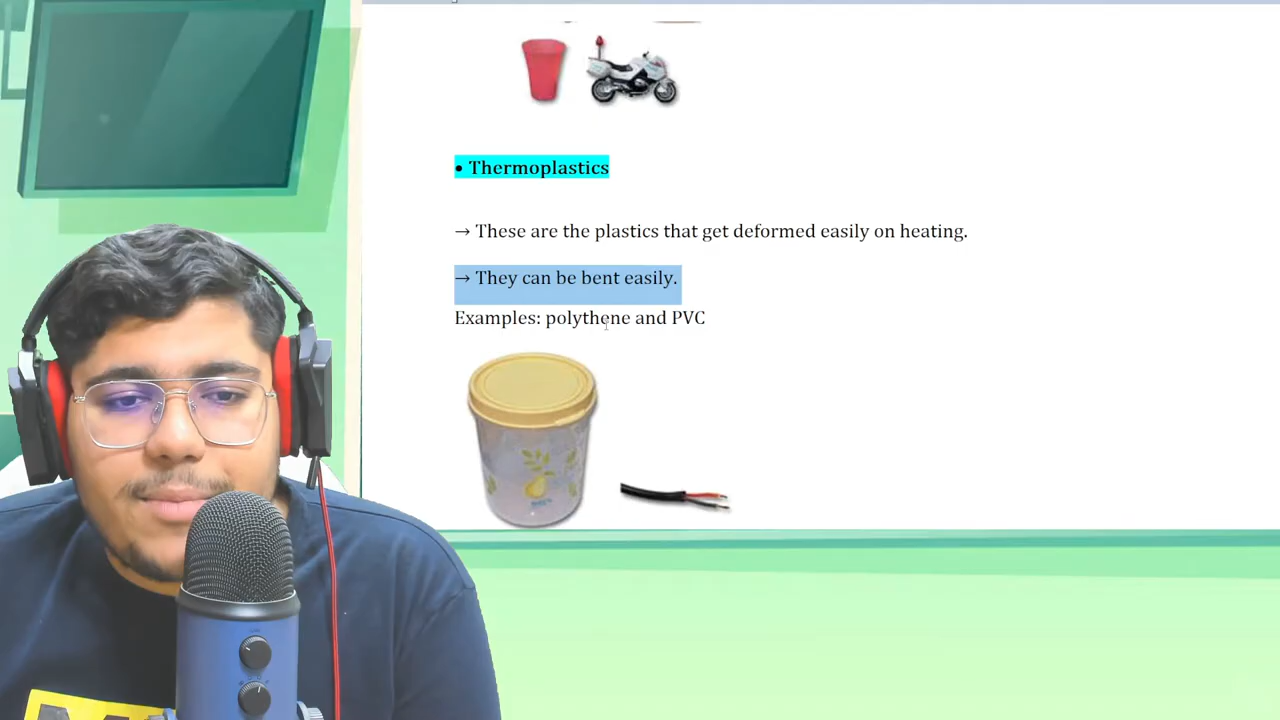 • Thermoplastics
→ These are the plastics that get deformed easily on heating.
→ They can be bent easily.
Examples: polythene and PVC